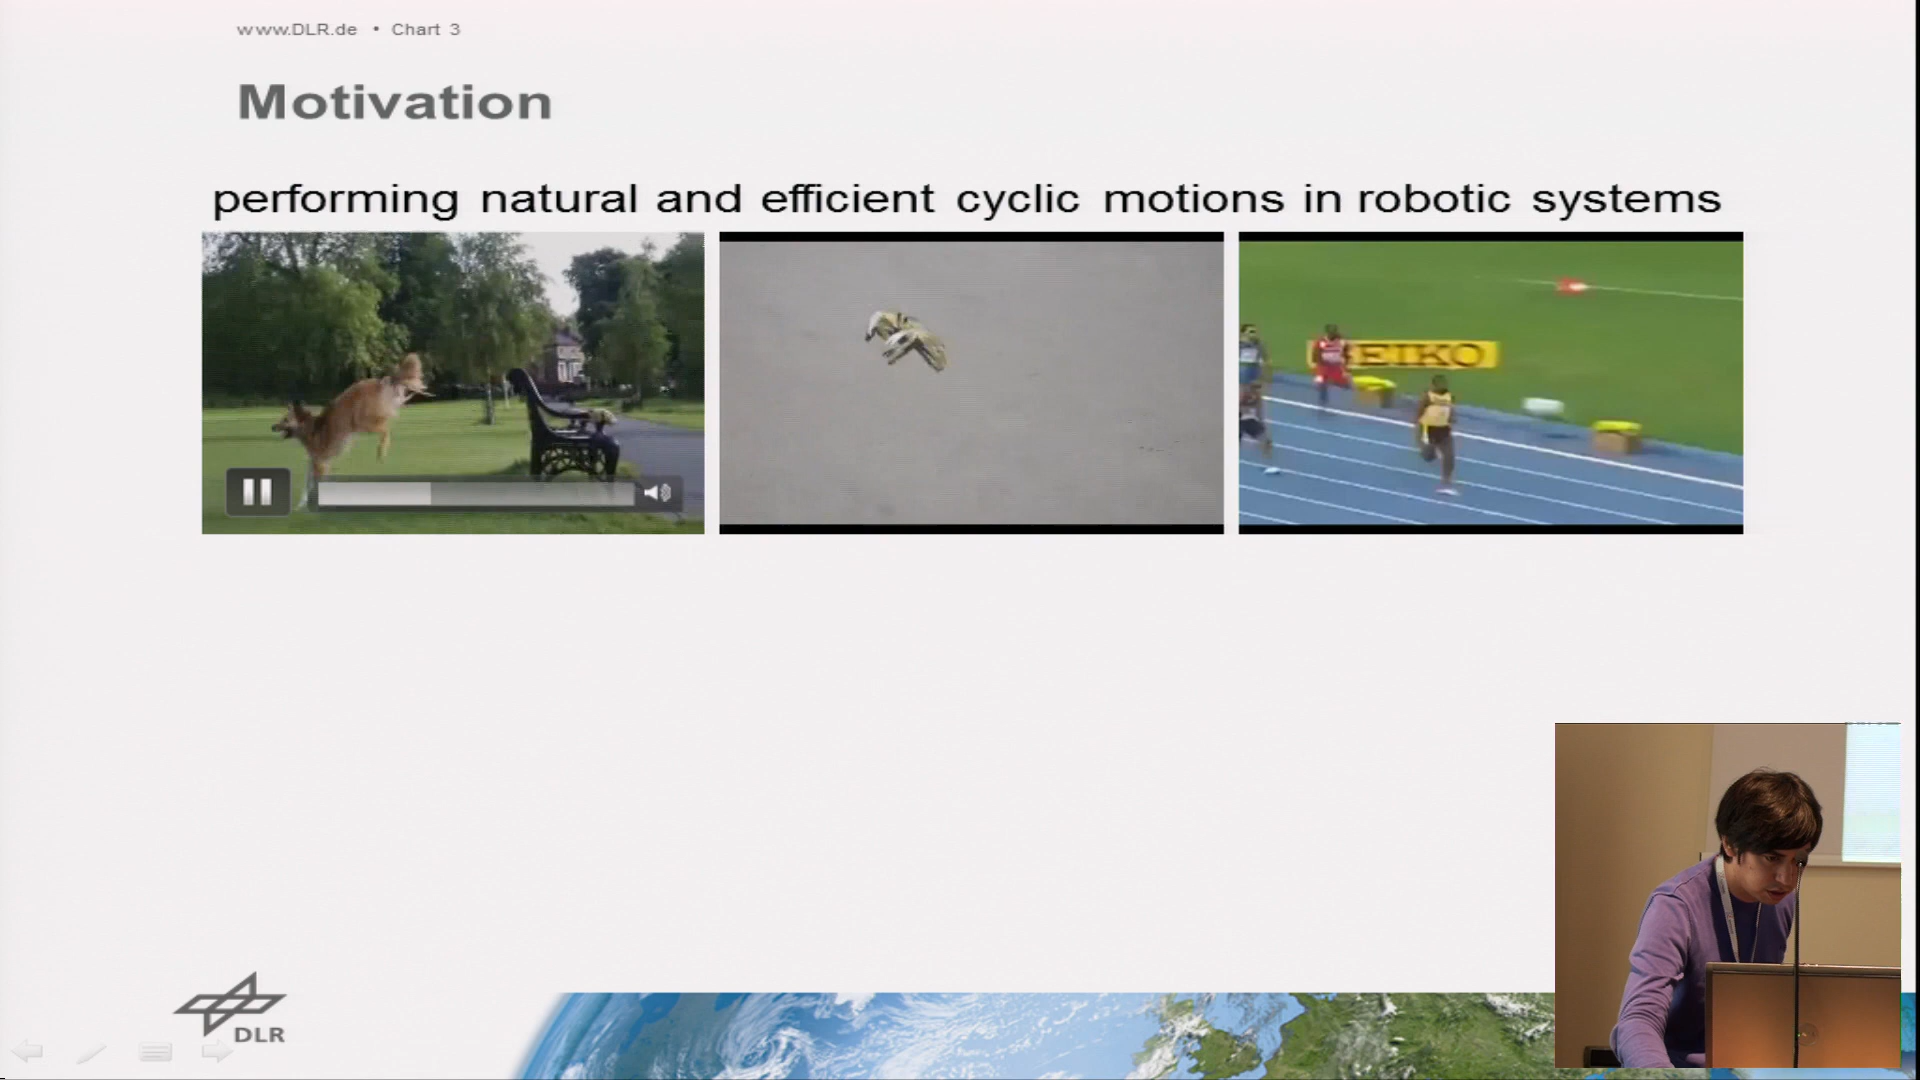 www.DLR.de • Chart 3
Motivation
performing natural and efficient cyclic motions in robotic systems
EIKO
DLR